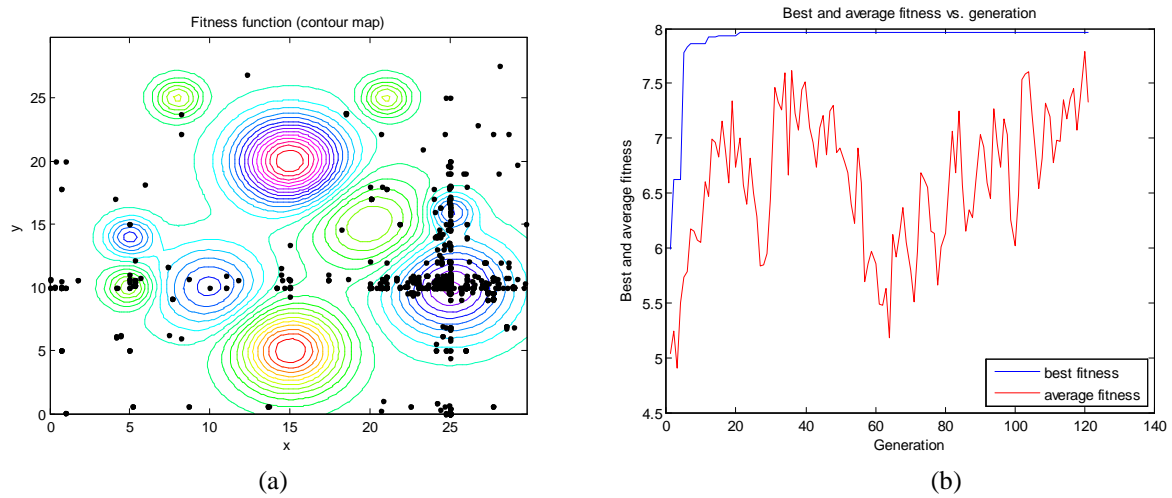 Fitness function (contour map)
25
20
15
10
5
0
y
0 5 10 15 20 25
x
(a)
Best and average fitness vs. generation
8
7.5
7
6.5
6
5.5
5
4.5
Best and average fitness
best fitness
average fitness
0 20 40 60 80 100 120 140
Generation
(b)